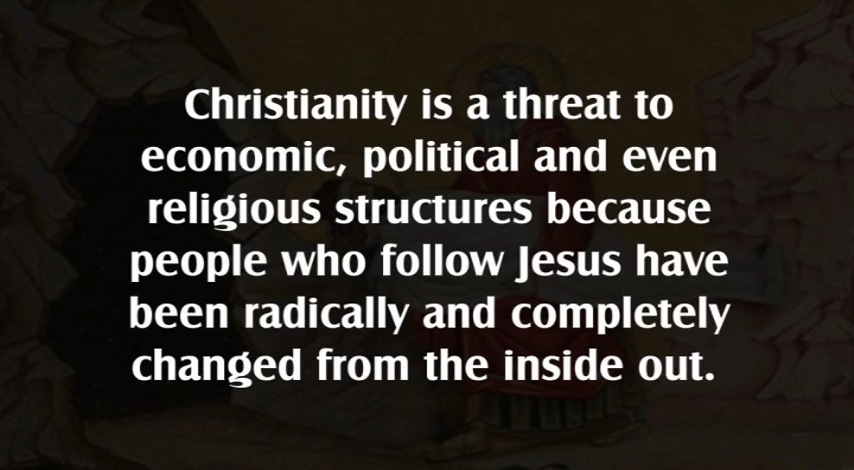 Christianity is a threat to
economic, political and even
religious structures because
people who follow Jesus have
been radically and completely
changed from the inside out.